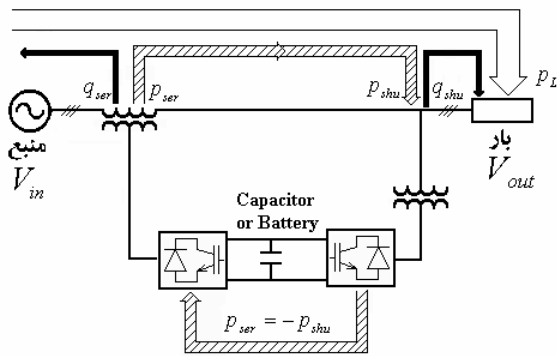 p_L
q_ser
p_ser
p_shu
q_shu
منبع
V_in
بار
V_out
Capacitor
or Battery
p_ser = −p_shu